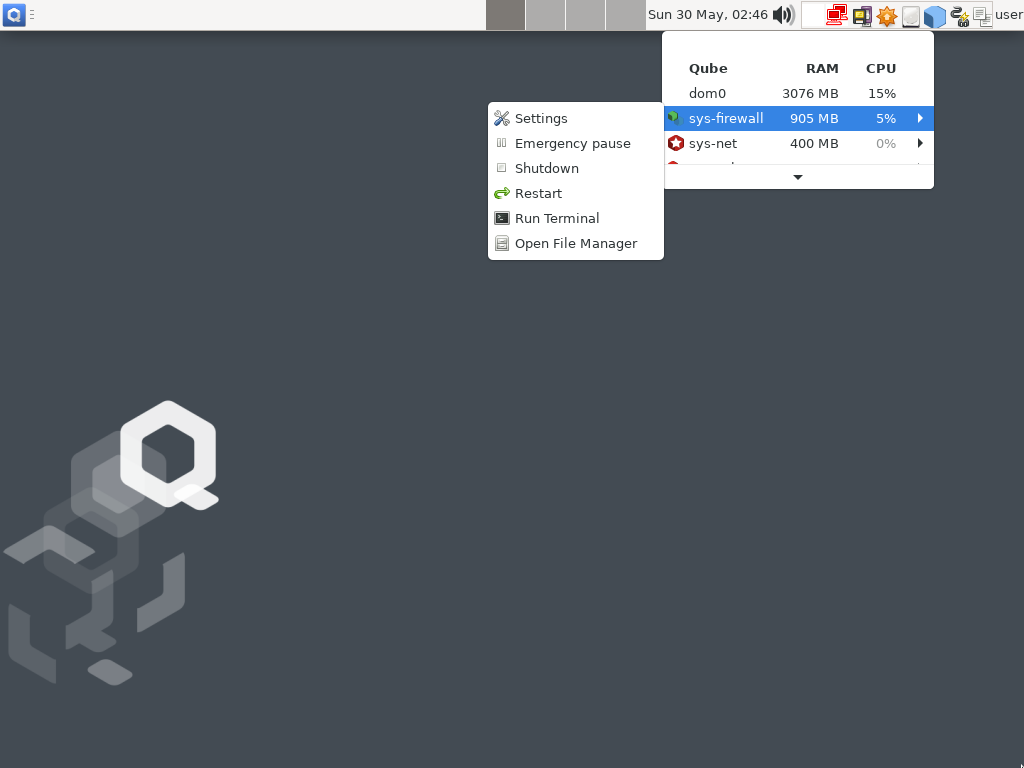 Sun 30 May, 02:46
user
Qube RAM CPU
dom0 3076 MB 15%
sys-firewall 905 MB 5%
sys-net 400 MB 0%
Settings
Emergency pause
Shutdown
Restart
Run Terminal
Open File Manager